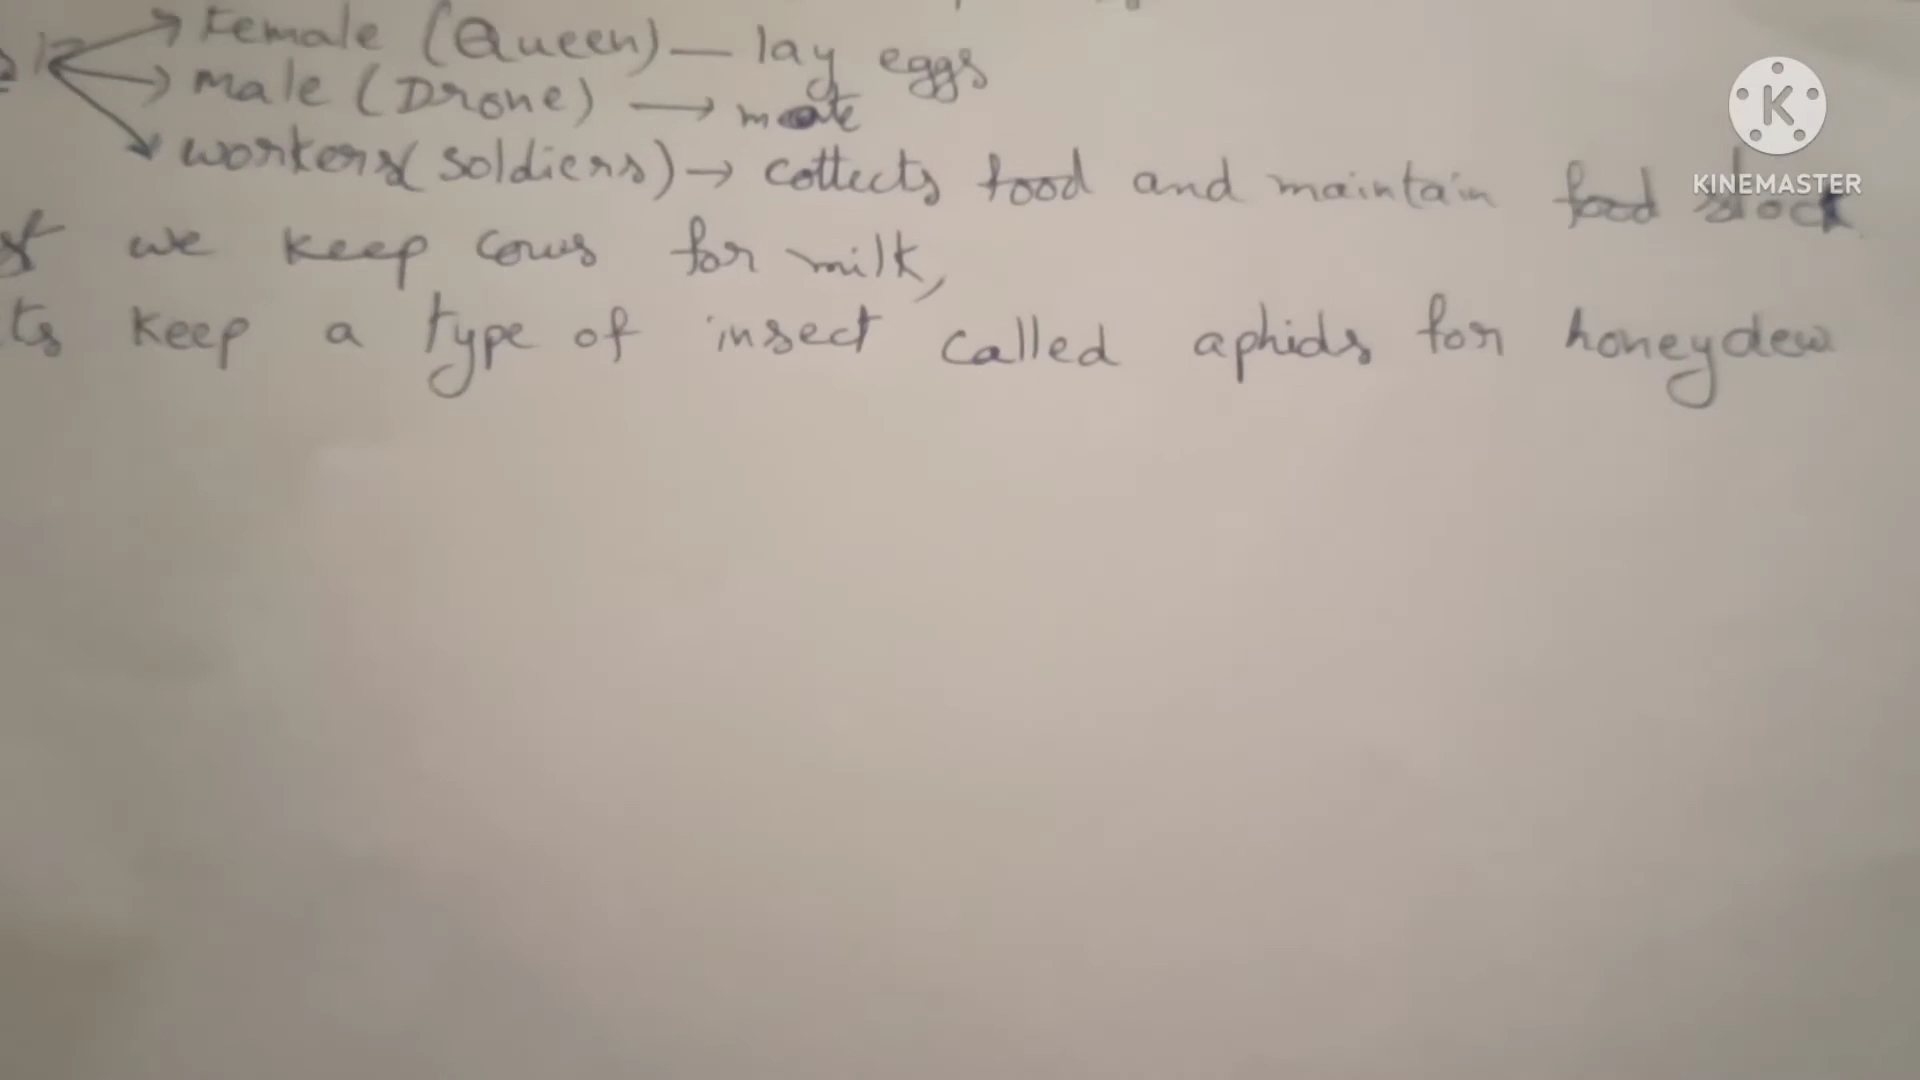 Female (Queen) — lay eggs
male (Drone) → mate
workers (soldiers) → collects food and maintain food stock
we keep cows for milk,
ts keep a type of insect called aphids for honeydew
KINEMASTER